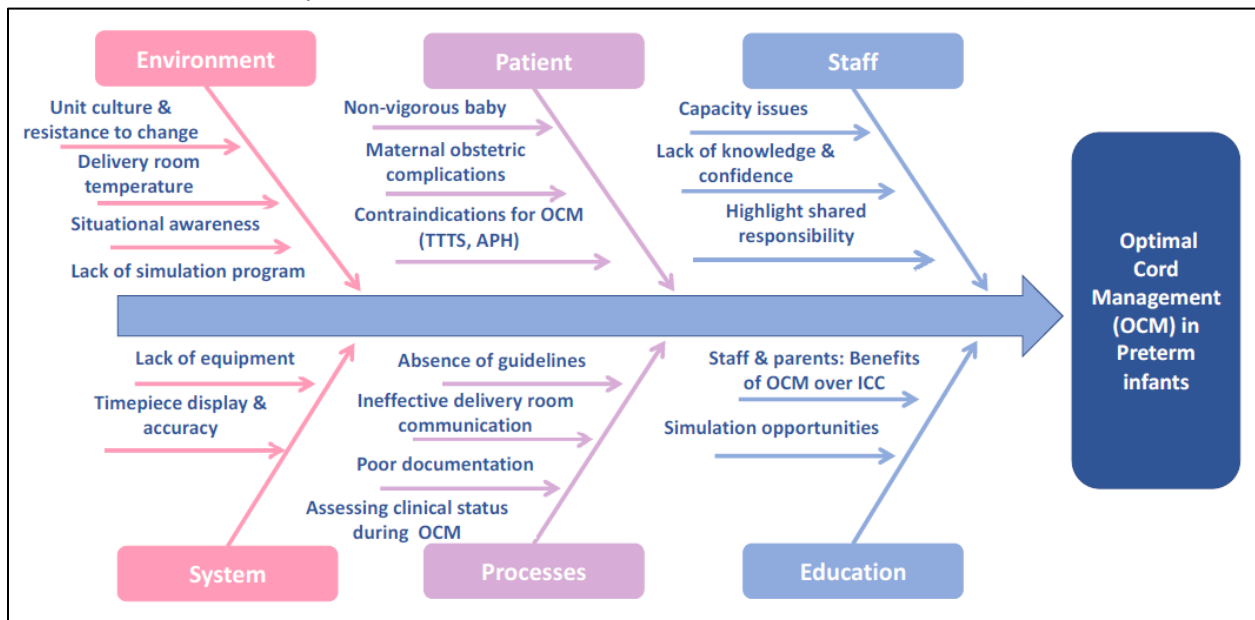 Environment
Unit culture &
resistance to change
Delivery room
temperature
Situational awareness
Lack of simulation program
Patient
Non-vigorous baby
Maternal obstetric
complications
Contraindications for OCM
(TTTS, APH)
Staff
Capacity issues
Lack of knowledge &
confidence
Highlight shared
responsibility
Optimal
Cord
Management
(OCM) in
Preterm
infants
Lack of equipment
Timepiece display &
accuracy
System
Absence of guidelines
Ineffective delivery room
communication
Poor documentation
Assessing clinical status
during OCM
Processes
Staff & parents: Benefits
of OCM over ICC
Simulation opportunities
Education